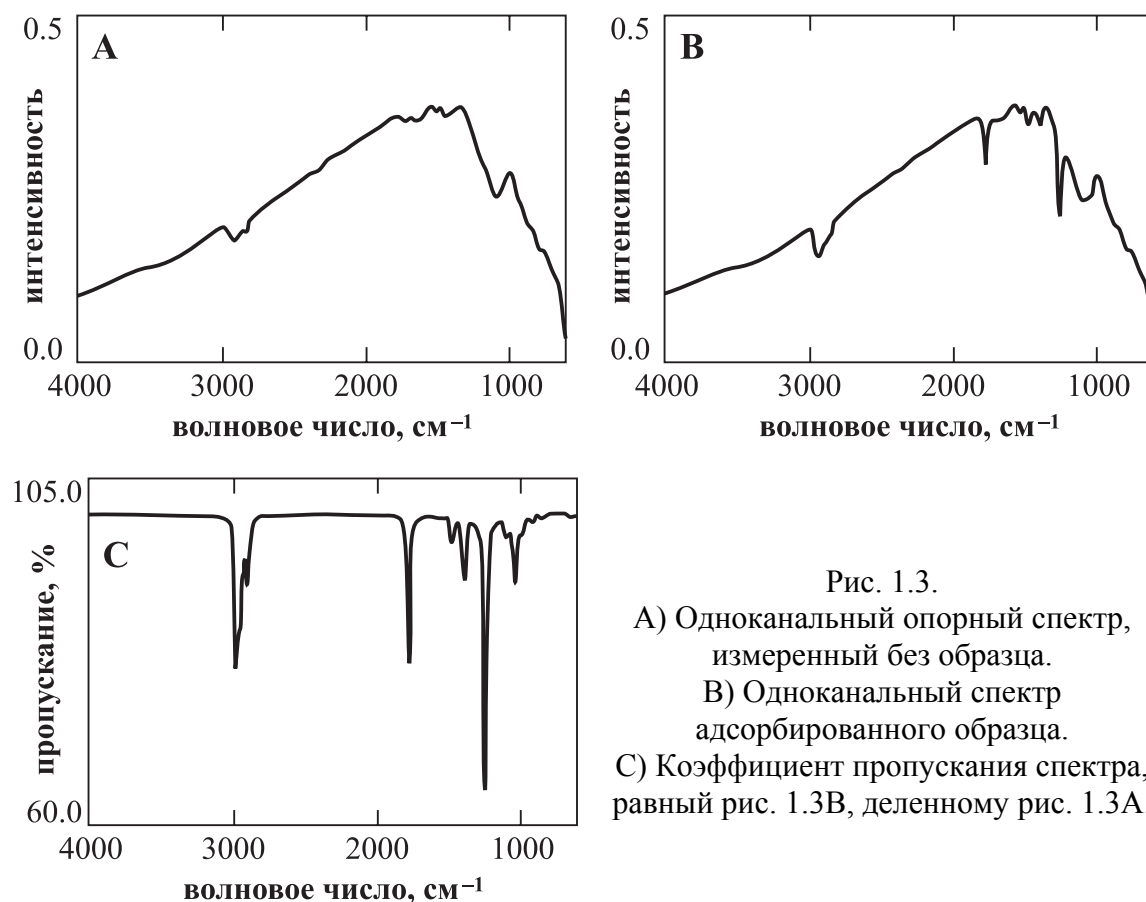 0.5
A
интенсивность
0.0
4000 3000 2000 1000
волновое число, см⁻¹
0.5
B
интенсивность
0.0
4000 3000 2000 1000
волновое число, см⁻¹
105.0
C
пропускание, %
60.0
4000 3000 2000 1000
волновое число, см⁻¹
Рис. 1.3.
A) Одноканальный опорный спектр,
измеренный без образца.
B) Одноканальный спектр
адсорбированного образца.
C) Коэффициент пропускания спектра,
равный рис. 1.3B, деленному рис. 1.3A